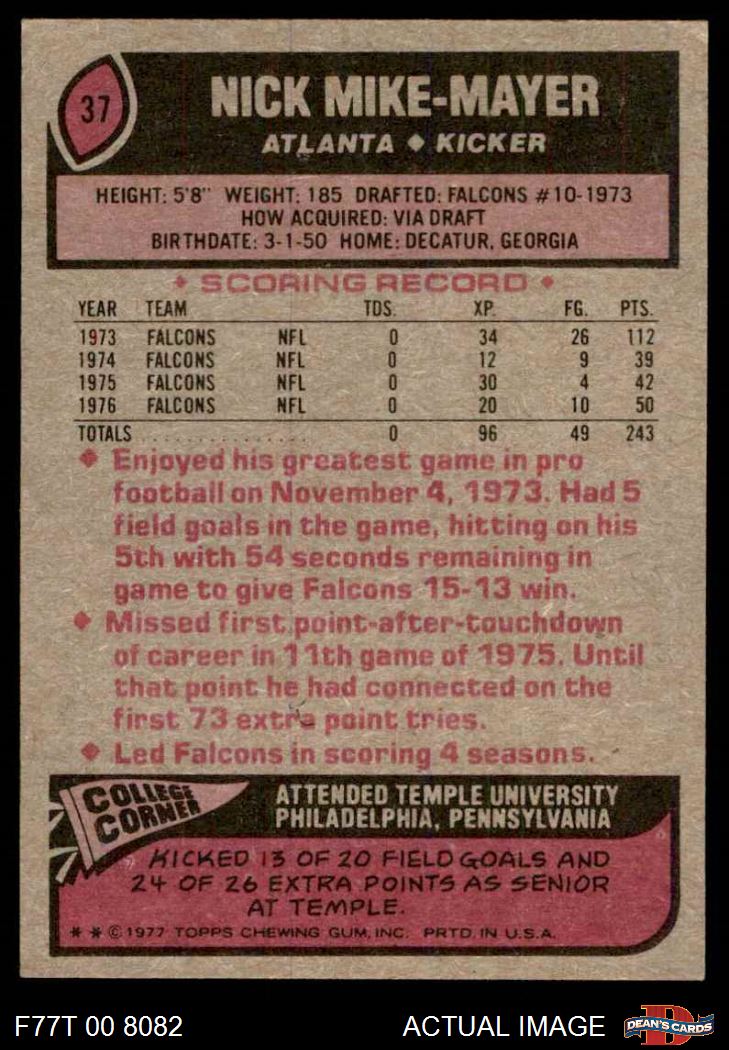 37
NICK MIKE-MAYER
ATLANTA ◆ KICKER
HEIGHT: 5'8" WEIGHT: 185 DRAFTED: FALCONS #10-1973
HOW ACQUIRED: VIA DRAFT
BIRTHDATE: 3-1-50 HOME: DECATUR, GEORGIA
◆ SCORING RECORD ◆
YEAR TEAM TDS. XP. FG. PTS.
1973 FALCONS NFL 0 34 26 112
1974 FALCONS NFL 0 12 9 39
1975 FALCONS NFL 0 30 4 42
1976 FALCONS NFL 0 20 10 50
TOTALS ................ 0 96 49 243
◆ Enjoyed his greatest game in pro
football on November 4, 1973. Had 5
field goals in the game, hitting on his
5th with 54 seconds remaining in
game to give Falcons 15-13 win.
◆ Missed first point-after-touchdown
of career in 11th game of 1975. Until
that point he had connected on the
first 73 extra point tries.
◆ Led Falcons in scoring 4 seasons.
COLLEGE
CORNER
ATTENDED TEMPLE UNIVERSITY
PHILADELPHIA, PENNSYLVANIA
KICKED 13 OF 20 FIELD GOALS AND
24 OF 26 EXTRA POINTS AS SENIOR
AT TEMPLE.
* * © 1977 TOPPS CHEWING GUM, INC. PRTD. IN U.S.A.
F77T 00 8082
ACTUAL IMAGE
D
DEAN'S CARDS